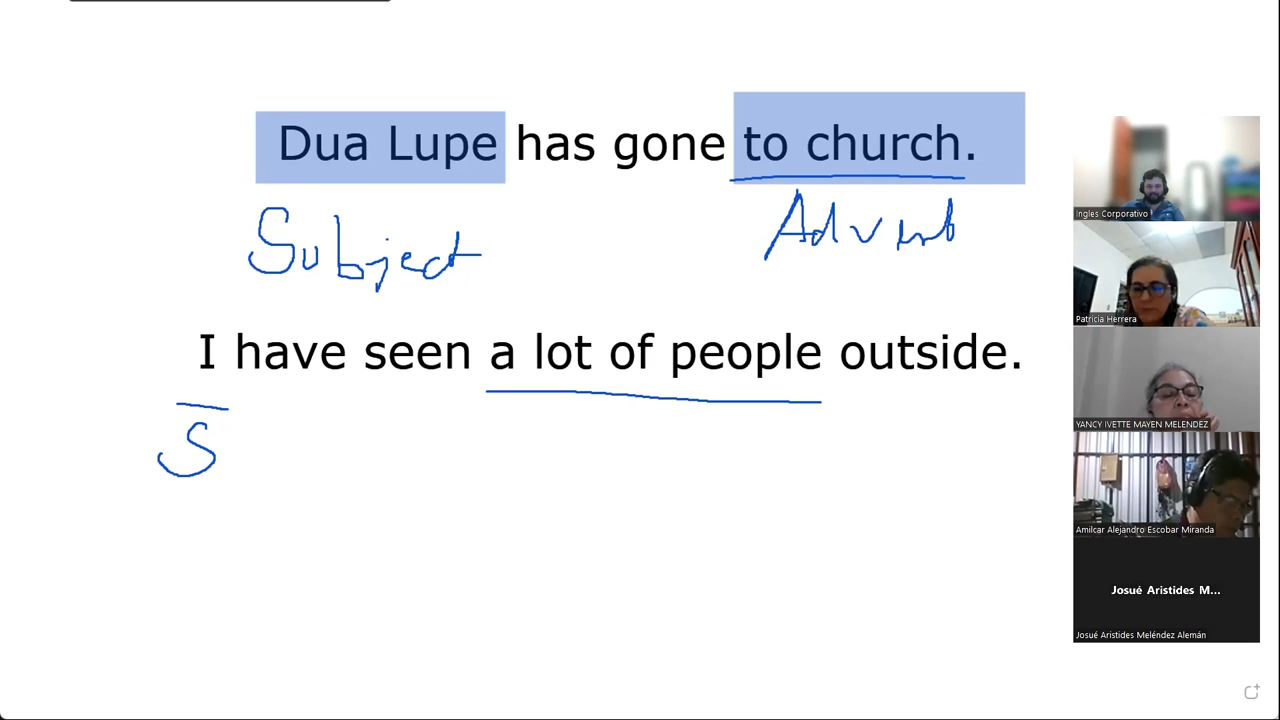 Dua Lupe has gone to church.
Subject Adverb
I have seen a lot of people outside.
S
Ingles Corporativo
Patricia Herrera
YANCY IVETTE MAYEN MELENDEZ
Amilcar Alejandro Escobar Miranda
Josué Aristides M...
Josué Aristides Meléndez Alemán